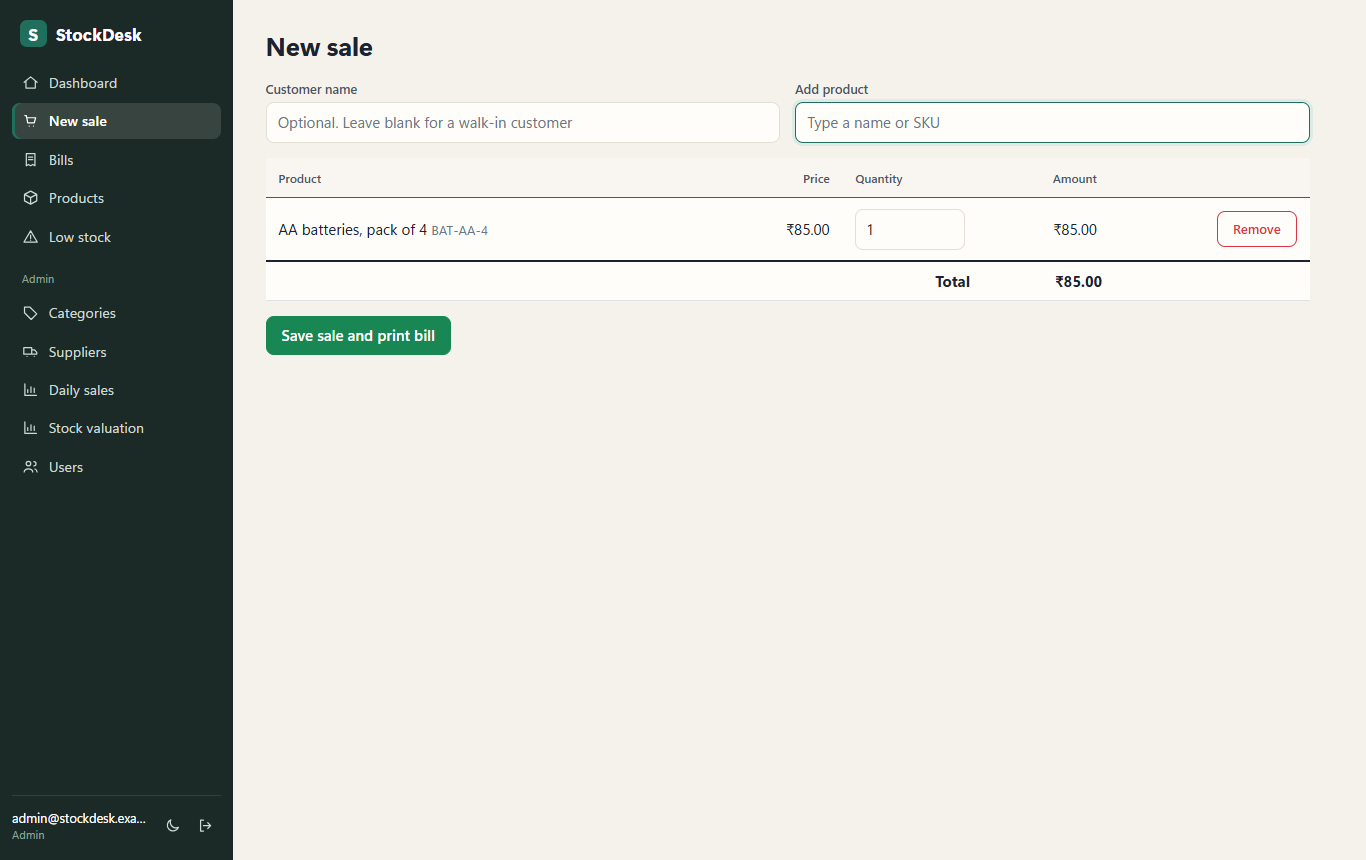 S StockDesk
Dashboard
New sale
Bills
Products
Low stock
Admin
Categories
Suppliers
Daily sales
Stock valuation
Users
admin@stockdesk.exa...
Admin
New sale
Customer name
Optional. Leave blank for a walk-in customer
Add product
Type a name or SKU
Product Price Quantity Amount
AA batteries, pack of 4 BAT-AA-4 ₹85.00 1 ₹85.00 Remove
Total ₹85.00
Save sale and print bill